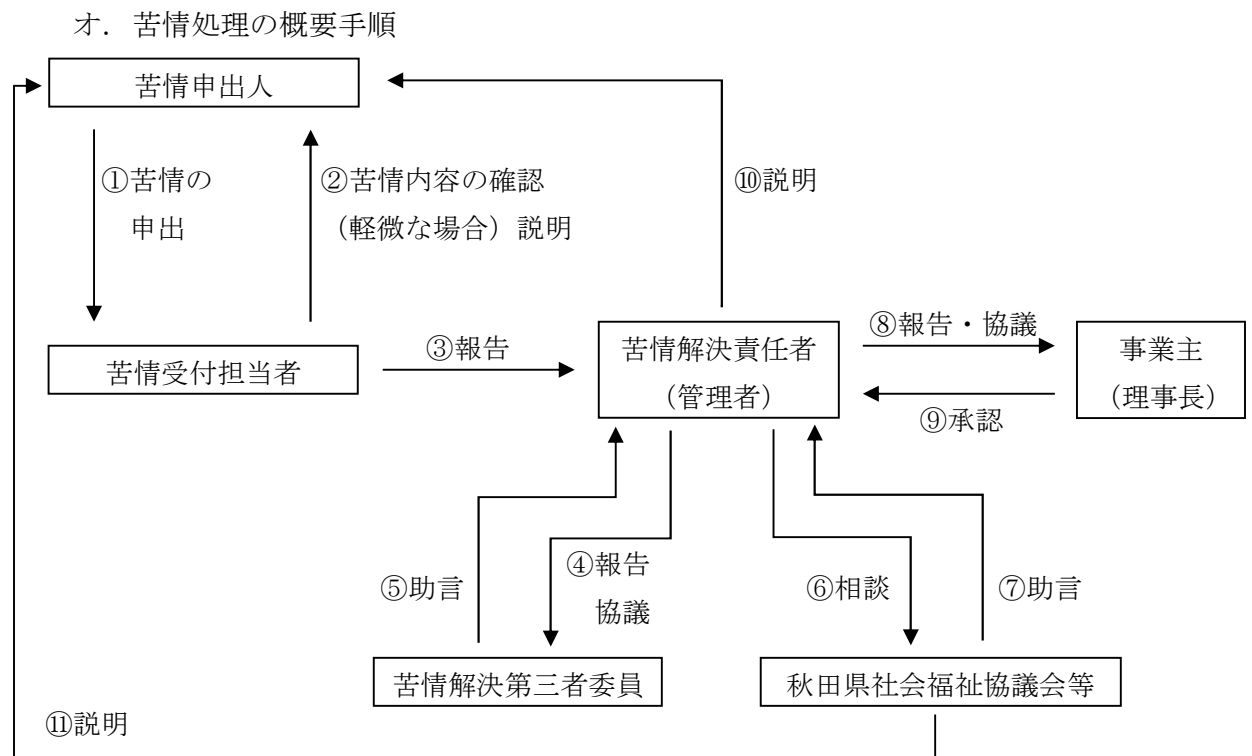 オ．苦情処理の概要手順
苦情申出人
①苦情の
申出
②苦情内容の確認
（軽微な場合）説明
⑩説明
苦情受付担当者
③報告
苦情解決責任者
（管理者）
⑧報告・協議
⑨承認
事業主
（理事長）
⑤助言
④報告
協議
⑥相談
⑦助言
苦情解決第三者委員
秋田県社会福祉協議会等
⑪説明